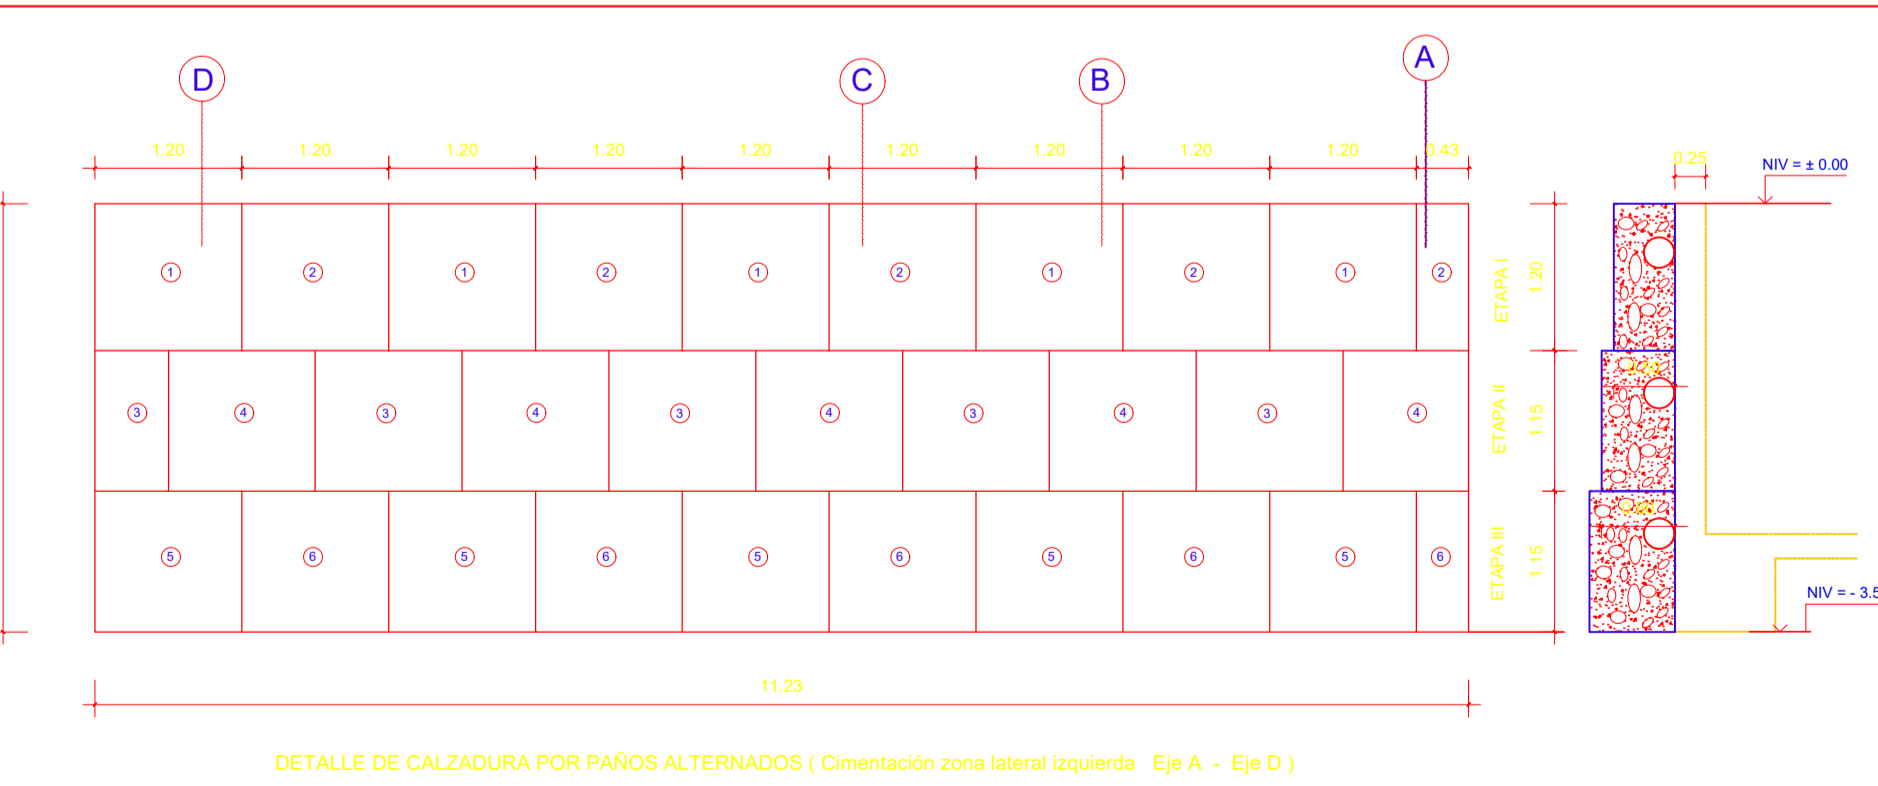 D C B A
1.20 1.20 1.20 1.20 1.20 1.20 1.20 1.20 1.20 0.43
0.25
NIV = ± 0.00
1 2 1 2 1 2 1 2 1 2
ETAPA I
1.20
3 4 3 4 3 4 3 4 3 4
ETAPA II
1.15
5 6 5 6 5 6 5 6 5 6
ETAPA III
1.15
NIV = - 3.5
11.23
DETALLE DE CALZADURA POR PAÑOS ALTERNADOS ( Cimentación zona lateral izquierda Eje A - Eje D )